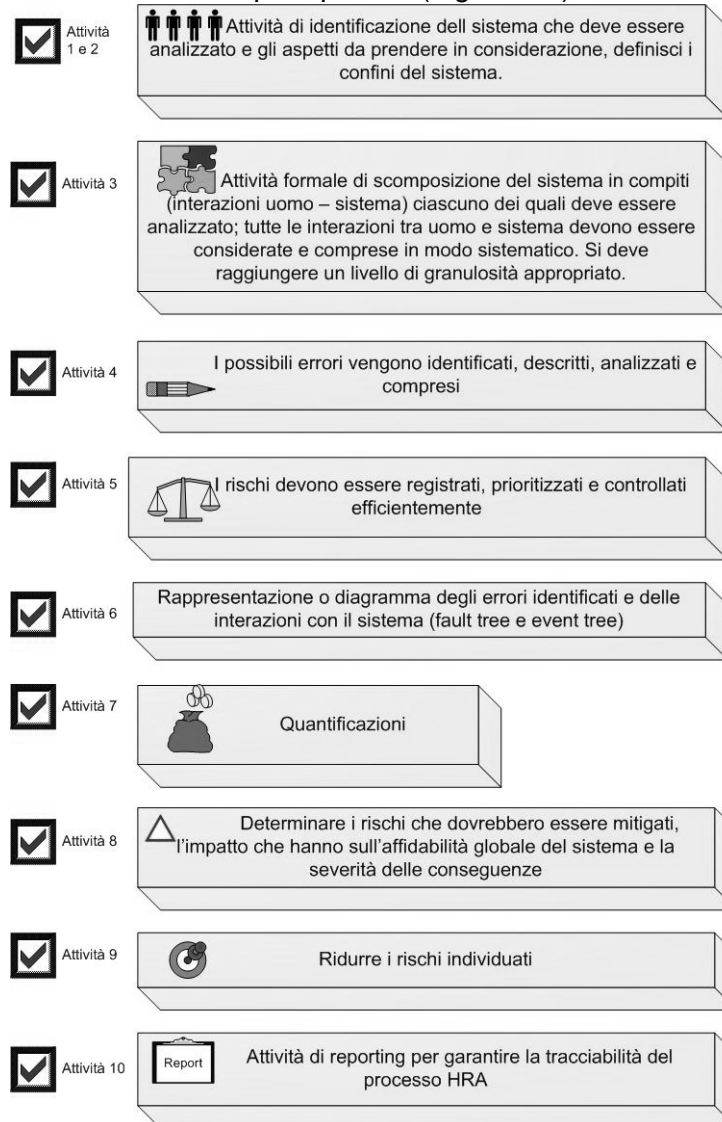 Attività
1 e 2
Attività di identificazione dell sistema che deve essere
analizzato e gli aspetti da prendere in considerazione, definisci i
confini del sistema.
Attività 3
Attività formale di scomposizione del sistema in compiti
(interazioni uomo – sistema) ciascuno dei quali deve essere
analizzato; tutte le interazioni tra uomo e sistema devono essere
considerate e comprese in modo sistematico. Si deve
raggiungere un livello di granulosità appropriato.
Attività 4
I possibili errori vengono identificati, descritti, analizzati e
compresi
Attività 5
I rischi devono essere registrati, prioritizzati e controllati
efficientemente
Attività 6
Rappresentazione o diagramma degli errori identificati e delle
interazioni con il sistema (fault tree e event tree)
Attività 7
Quantificazioni
Attività 8
Determinare i rischi che dovrebbero essere mitigati,
l'impatto che hanno sull'affidabilità globale del sistema e la
severità delle conseguenze
Attività 9
Ridurre i rischi individuati
Attività 10
Report
Attività di reporting per garantire la tracciabilità del
processo HRA